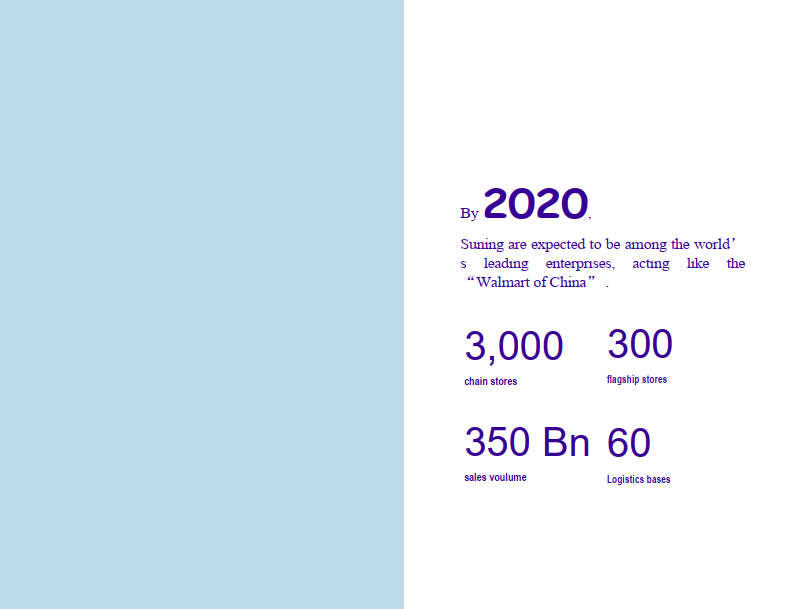 By 2020,
Suning are expected to be among the world’
s leading enterprises, acting like the
“Walmart of China” .
3,000
chain stores
300
flagship stores
350 Bn
sales voulume
60
Logistics bases